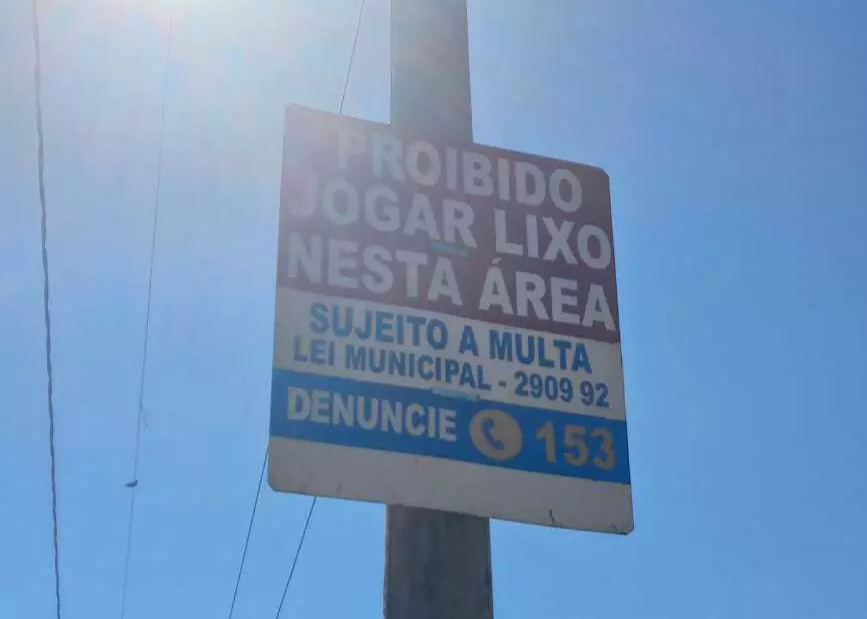 PROIBIDO
JOGAR LIXO
NESTA ÁREA
SUJEITO A MULTA
LEI MUNICIPAL - 2909 92
DENUNCIE 153